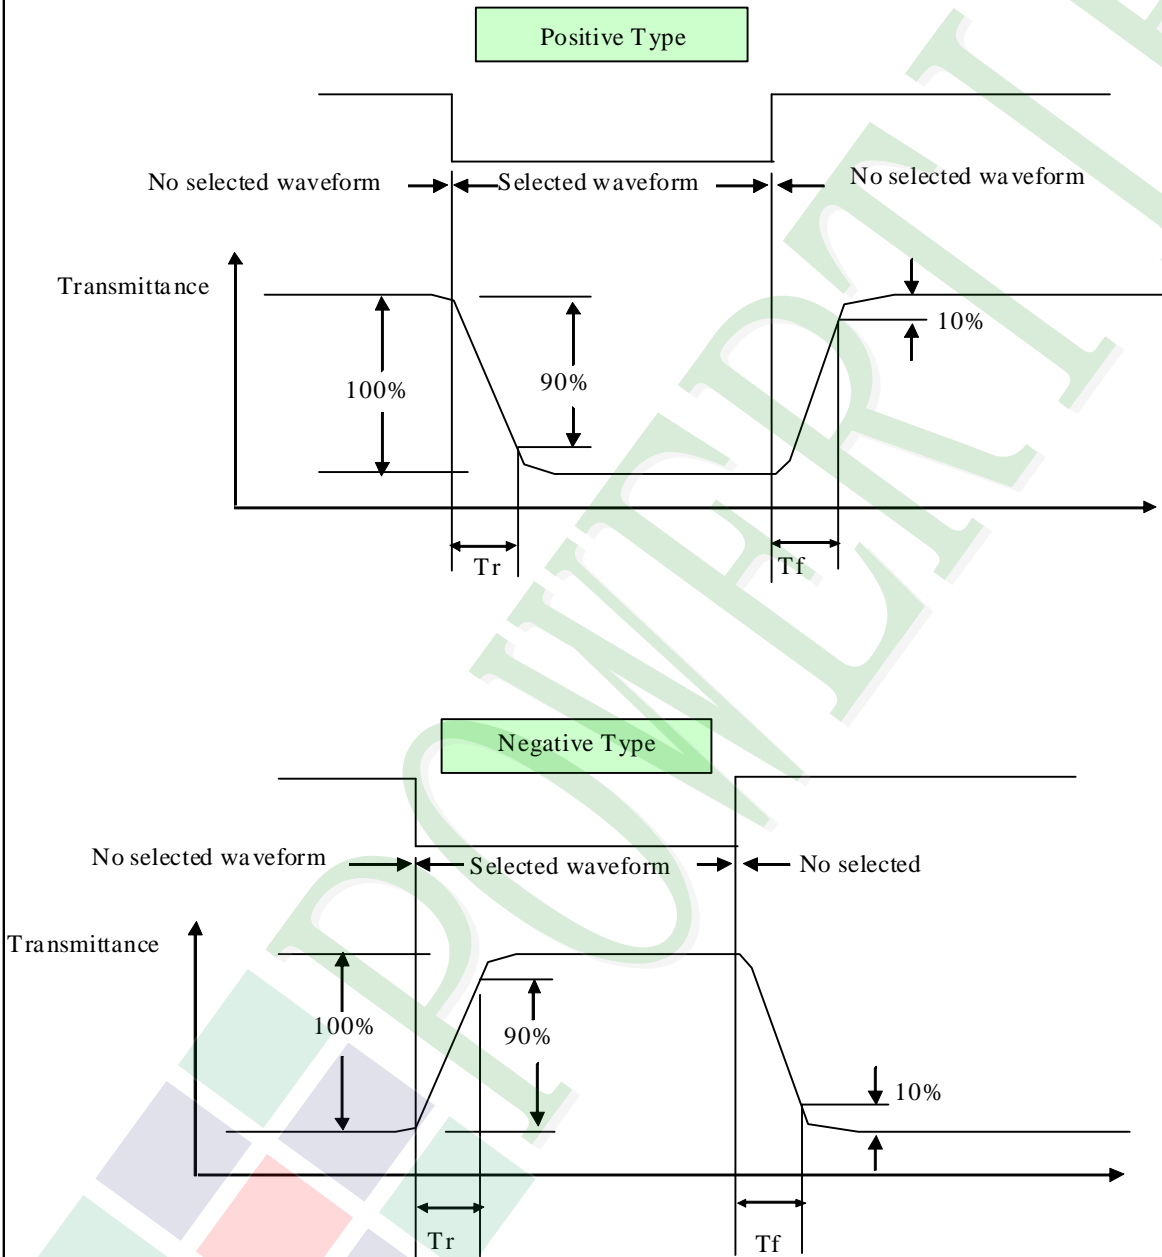 Positive Type
No selected waveform
Selected waveform
No selected waveform
Transmittance
100%
90%
10%
Tr
Tf
Negative Type
No selected waveform
Selected waveform
No selected
Transmittance
100%
90%
10%
Tr
Tf